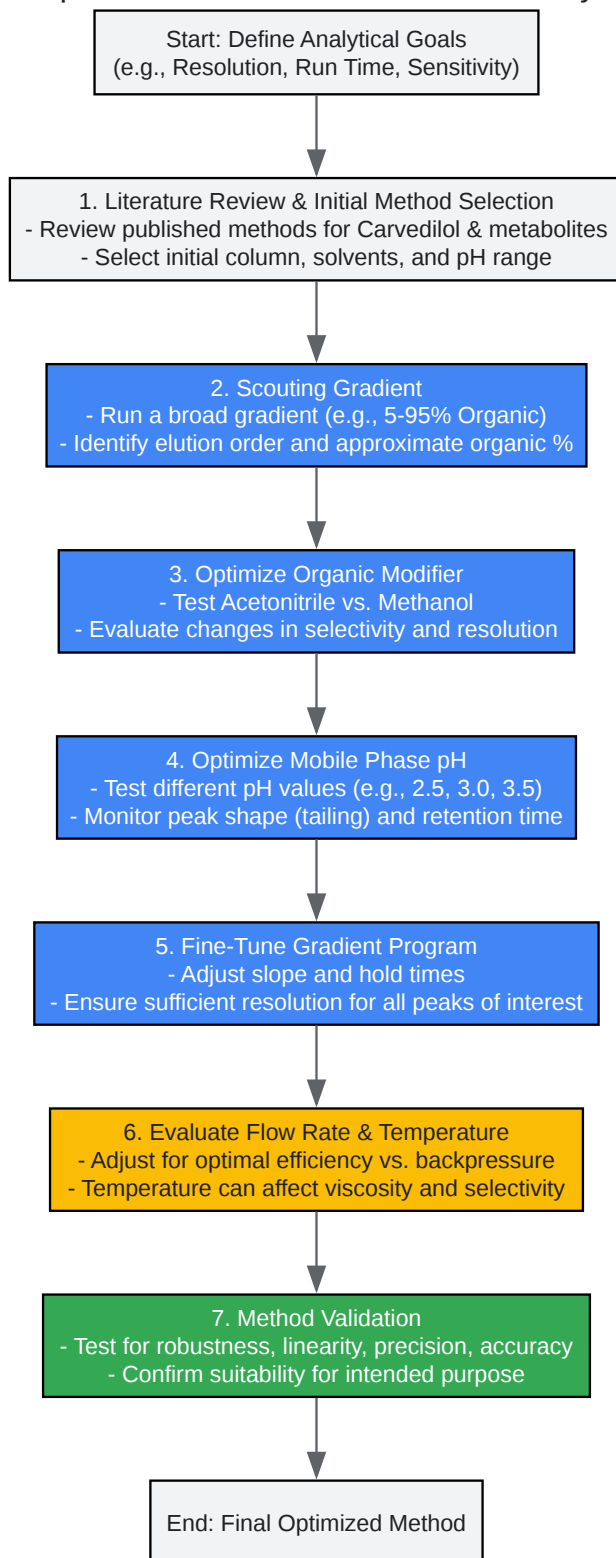 Start: Define Analytical Goals
(e.g., Resolution, Run Time, Sensitivity)
1. Literature Review & Initial Method Selection
- Review published methods for Carvedilol & metabolites
- Select initial column, solvents, and pH range
2. Scouting Gradient
- Run a broad gradient (e.g., 5-95% Organic)
- Identify elution order and approximate organic %
3. Optimize Organic Modifier
- Test Acetonitrile vs. Methanol
- Evaluate changes in selectivity and resolution
4. Optimize Mobile Phase pH
- Test different pH values (e.g., 2.5, 3.0, 3.5)
- Monitor peak shape (tailing) and retention time
5. Fine-Tune Gradient Program
- Adjust slope and hold times
- Ensure sufficient resolution for all peaks of interest
6. Evaluate Flow Rate & Temperature
- Adjust for optimal efficiency vs. backpressure
- Temperature can affect viscosity and selectivity
7. Method Validation
- Test for robustness, linearity, precision, accuracy
- Confirm suitability for intended purpose
End: Final Optimized Method